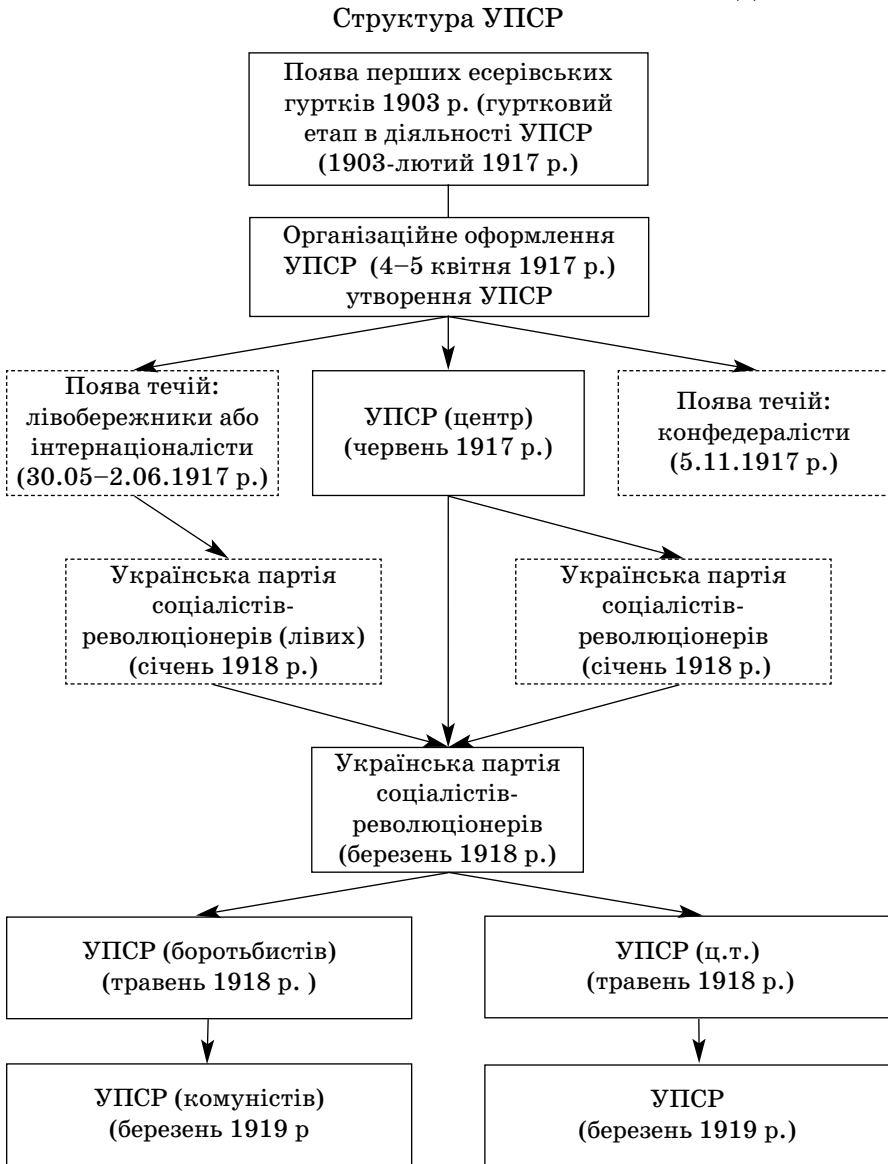 Структура УПСР
Поява перших есерівських
гуртків 1903 р. (гуртковий
етап в діяльності УПСР
(1903-лютий 1917 р.)
Організаційне оформлення
УПСР (4–5 квітня 1917 р.)
утворення УПСР
Поява течій:
лівобережники або
інтернаціоналісти
(30.05–2.06.1917 р.)
УПСР (центр)
(червень 1917 р.)
Поява течій:
конфедералісти
(5.11.1917 р.)
Українська партія
соціалістів-
революціонерів (лівих)
(січень 1918 р.)
Українська партія
соціалістів-
революціонерів
(січень 1918 р.)
Українська партія
соціалістів-
революціонерів
(березень 1918 р.)
УПСР (боротьбистів)
(травень 1918 р. )
УПСР (ц.т.)
(травень 1918 р.)
УПСР (комуністів)
(березень 1919 р
УПСР
(березень 1919 р.)